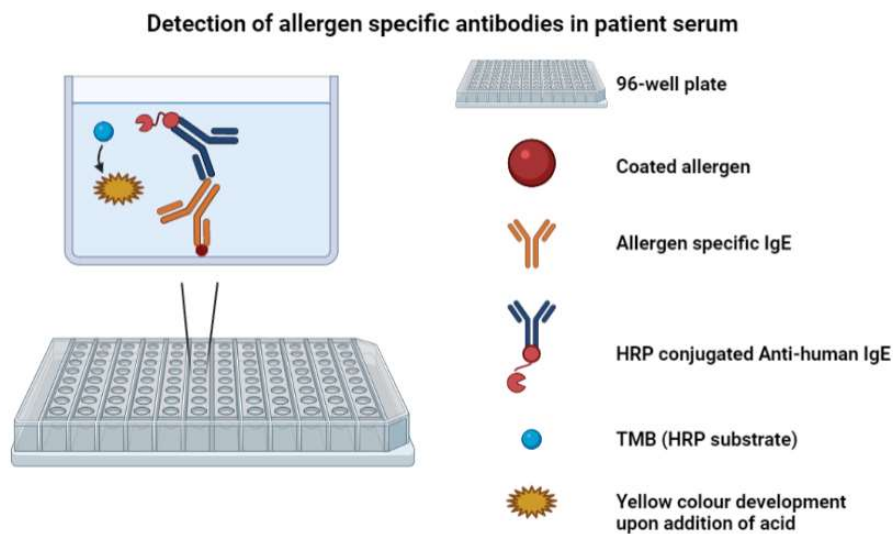 Detection of allergen specific antibodies in patient serum
96-well plate
Coated allergen
Allergen specific IgE
HRP conjugated Anti-human IgE
TMB (HRP substrate)
Yellow colour development
upon addition of acid